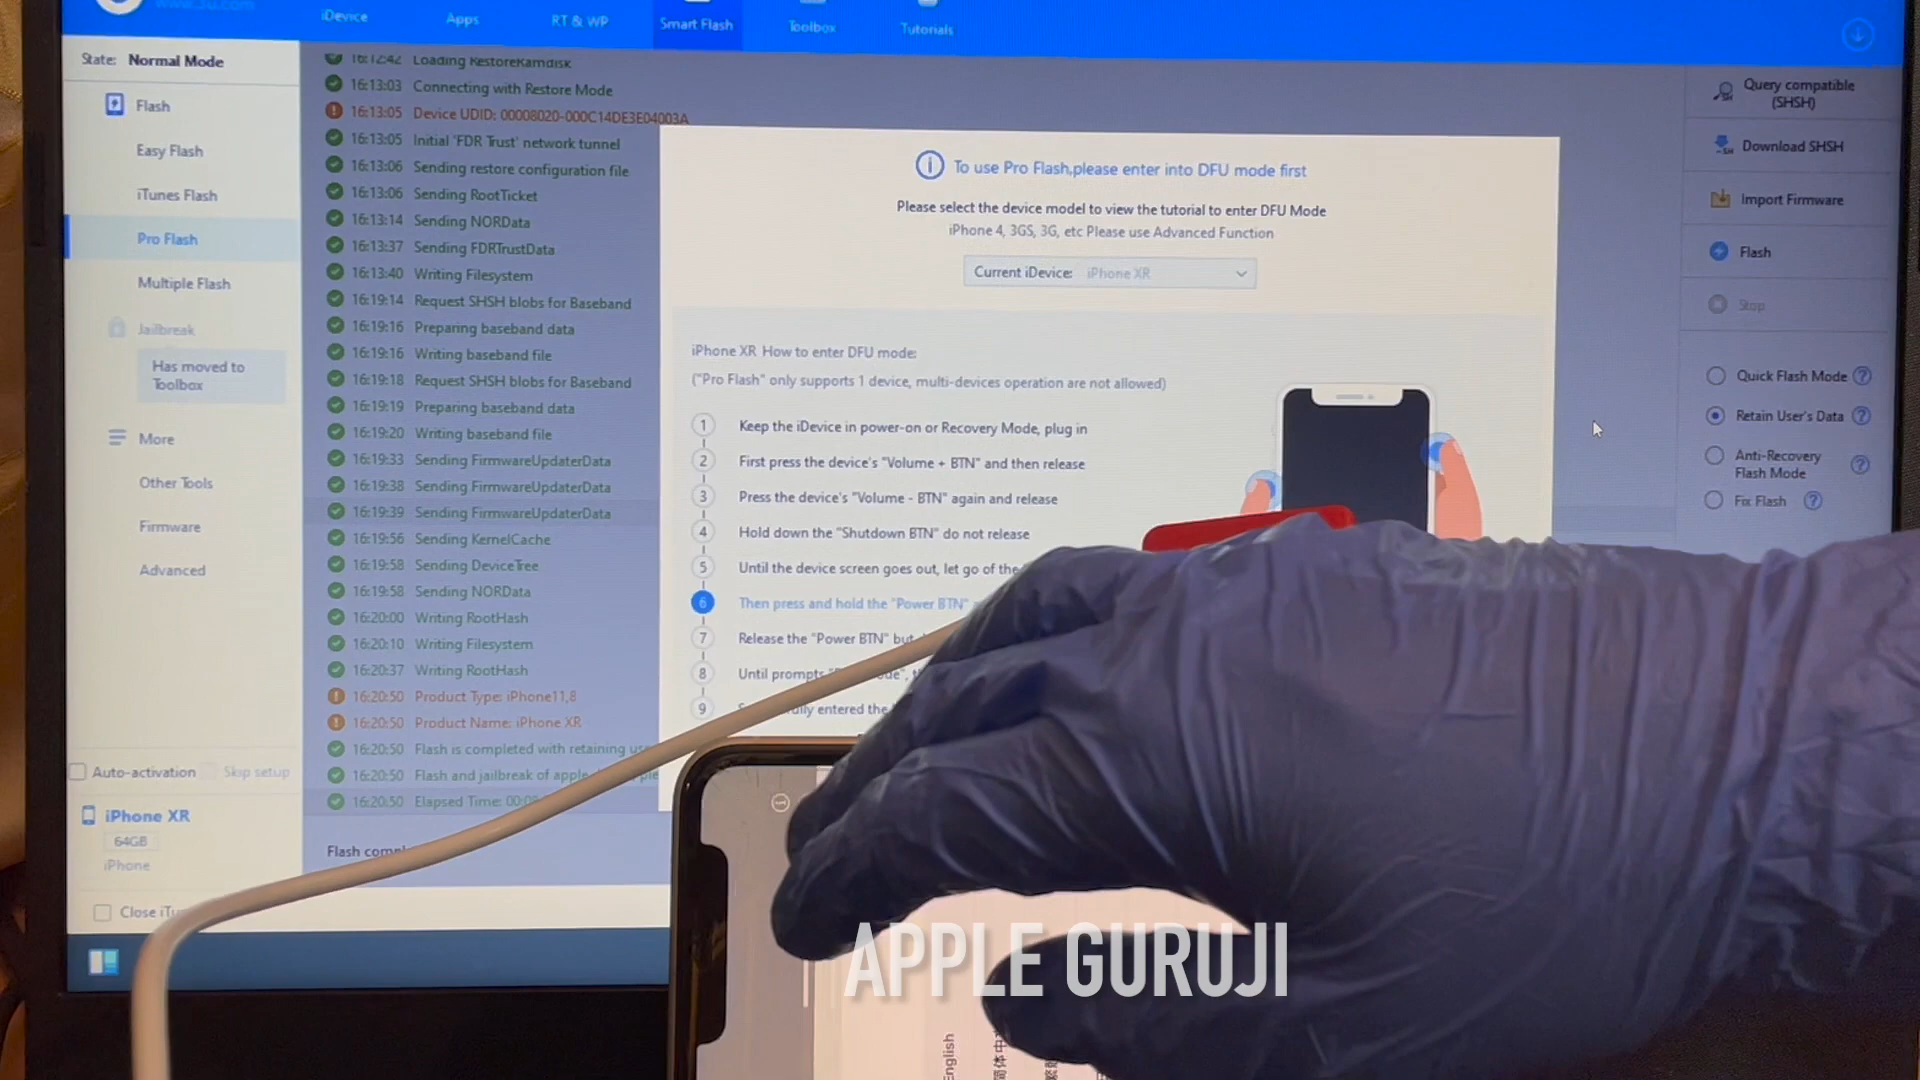 www.3u.com
iDevice
Apps
RT & WP
Smart Flash
Toolbox
Tutorials
State: Normal Mode
Flash
Easy Flash
iTunes Flash
Pro Flash
Multiple Flash
Jailbreak
Has moved to
Toolbox
More
Other Tools
Firmware
Advanced
Auto-activation
Skip setup
iPhone XR
64GB
iPhone
Close
16:12:42 Loading RestoreRamdisk
16:13:03 Connecting with Restore Mode
16:13:05 Device UDID: 00008020-000C14DE3E04003A
16:13:05 Initial 'FDR Trust' network tunnel
16:13:06 Sending restore configuration file
16:13:06 Sending RootTicket
16:13:14 Sending NORData
16:13:37 Sending FDRTrustData
16:13:40 Writing Filesystem
16:19:14 Request SHSH blobs for Baseband
16:19:16 Preparing baseband data
16:19:16 Writing baseband file
16:19:18 Request SHSH blobs for Baseband
16:19:19 Preparing baseband data
16:19:20 Writing baseband file
16:19:33 Sending FirmwareUpdaterData
16:19:38 Sending FirmwareUpdaterData
16:19:39 Sending FirmwareUpdaterData
16:19:56 Sending KernelCache
16:19:58 Sending DeviceTree
16:19:58 Sending NORData
16:20:00 Writing RootHash
16:20:10 Writing Filesystem
16:20:37 Writing RootHash
16:20:50 Product Type: iPhone11,8
16:20:50 Product Name: iPhone XR
16:20:50 Flash is completed with retaining
16:20:50 Flash and jailbreak of
16:20:50 Elapsed Time:
Flash
To use Pro Flash,please enter into DFU mode first
Please select the device model to view the tutorial to enter DFU Mode
iPhone 4, 3GS, 3G, etc Please use Advanced Function
Current iDevice: iPhone XR
iPhone XR How to enter DFU mode:
("Pro Flash" only supports 1 device, multi-devices operation are not allowed)
1 Keep the iDevice in power-on or Recovery Mode, plug in
2 First press the device's "Volume + BTN" and then release
3 Press the device's "Volume - BTN" again and release
4 Hold down the "Shutdown BTN" do not release
5 Until the device screen goes out, let go of the
6 Then press and hold the "Power BTN"
7 Release the "Power BTN" but
8 Until prompts
9 entered the
Query compatible
(SHSH)
Download SHSH
Import Firmware
Flash
Stop
Quick Flash Mode ?
Retain User's Data ?
Anti-Recovery
Flash Mode ?
Fix Flash ?
English
简体中
APPLE GURUJI